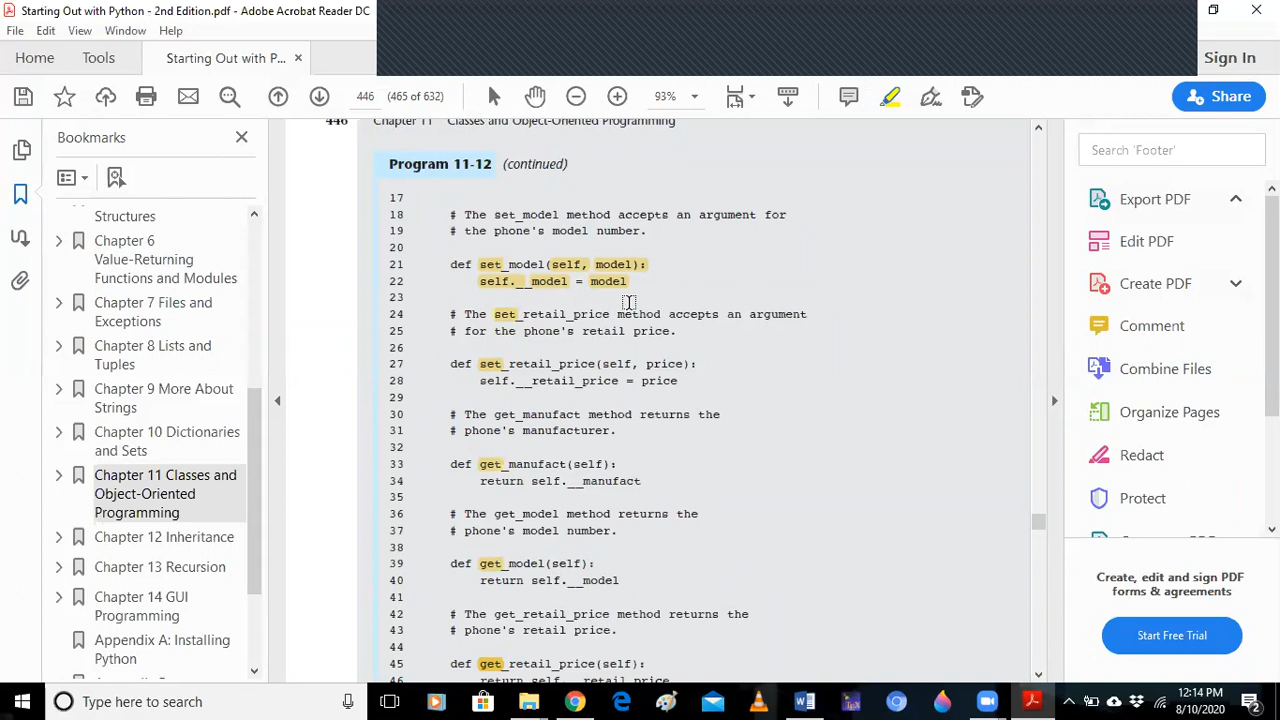 Starting Out with Python - 2nd Edition.pdf - Adobe Acrobat Reader DC
File Edit View Window Help
Home Tools Starting Out with P... × Sign In
446 (465 of 632) 93% Share
Bookmarks
Structures
Chapter 6
Value-Returning
Functions and Modules
Chapter 7 Files and
Exceptions
Chapter 8 Lists and
Tuples
Chapter 9 More About
Strings
Chapter 10 Dictionaries
and Sets
Chapter 11 Classes and
Object-Oriented
Programming
Chapter 12 Inheritance
Chapter 13 Recursion
Chapter 14 GUI
Programming
Appendix A: Installing
Python
446 Chapter 11 Classes and Object-Oriented Programming
Program 11-12 (continued)
17
18 # The set_model method accepts an argument for
19 # the phone's model number.
20
21 def set_model(self, model):
22 self.__model = model
23
24 # The set_retail_price method accepts an argument
25 # for the phone's retail price.
26
27 def set_retail_price(self, price):
28 self.__retail_price = price
29
30 # The get_manufact method returns the
31 # phone's manufacturer.
32
33 def get_manufact(self):
34 return self.__manufact
35
36 # The get_model method returns the
37 # phone's model number.
38
39 def get_model(self):
40 return self.__model
41
42 # The get_retail_price method returns the
43 # phone's retail price.
44
45 def get_retail_price(self):
46 return self.__retail_price
Search 'Footer'
Export PDF
Edit PDF
Create PDF
Comment
Combine Files
Organize Pages
Redact
Protect
Create, edit and sign PDF
forms & agreements
Start Free Trial
Type here to search
12:14 PM
8/10/2020
2